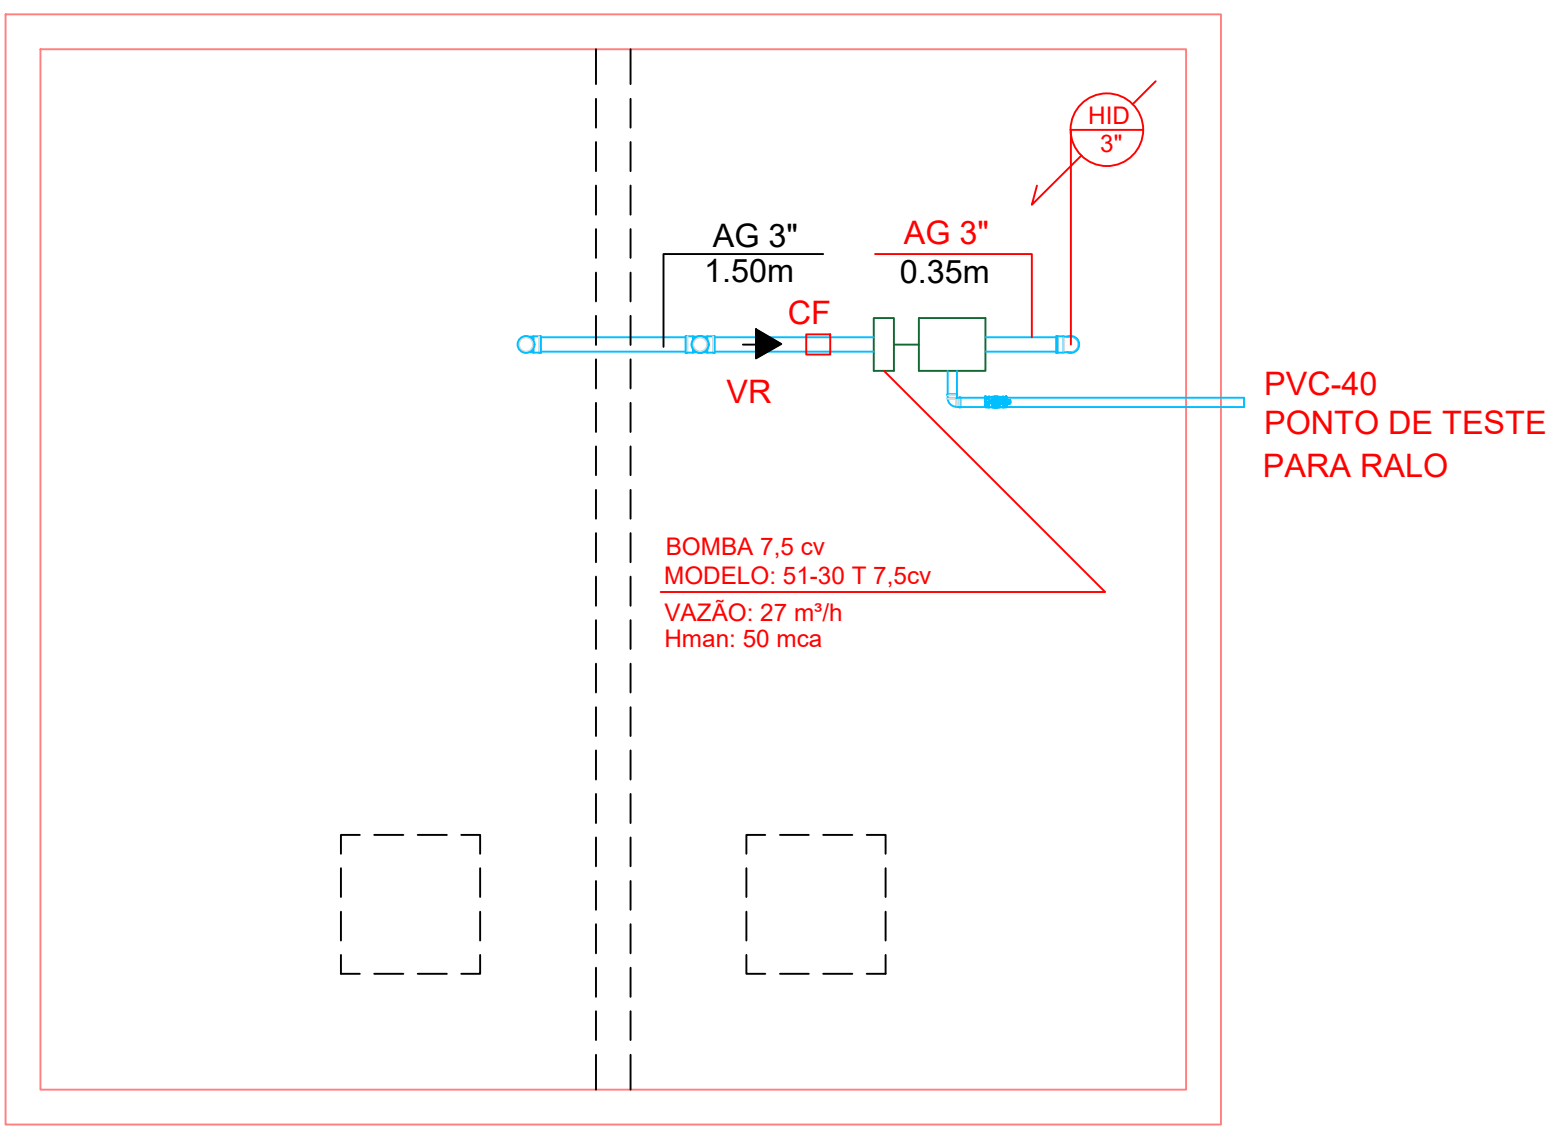 HID
3"
AG 3"
1.50m
AG 3"
0.35m
CF
VR
PVC-40
PONTO DE TESTE
PARA RALO
BOMBA 7,5 cv
MODELO: 51-30 T 7,5cv
VAZÃO: 27 m³/h
Hman: 50 mca